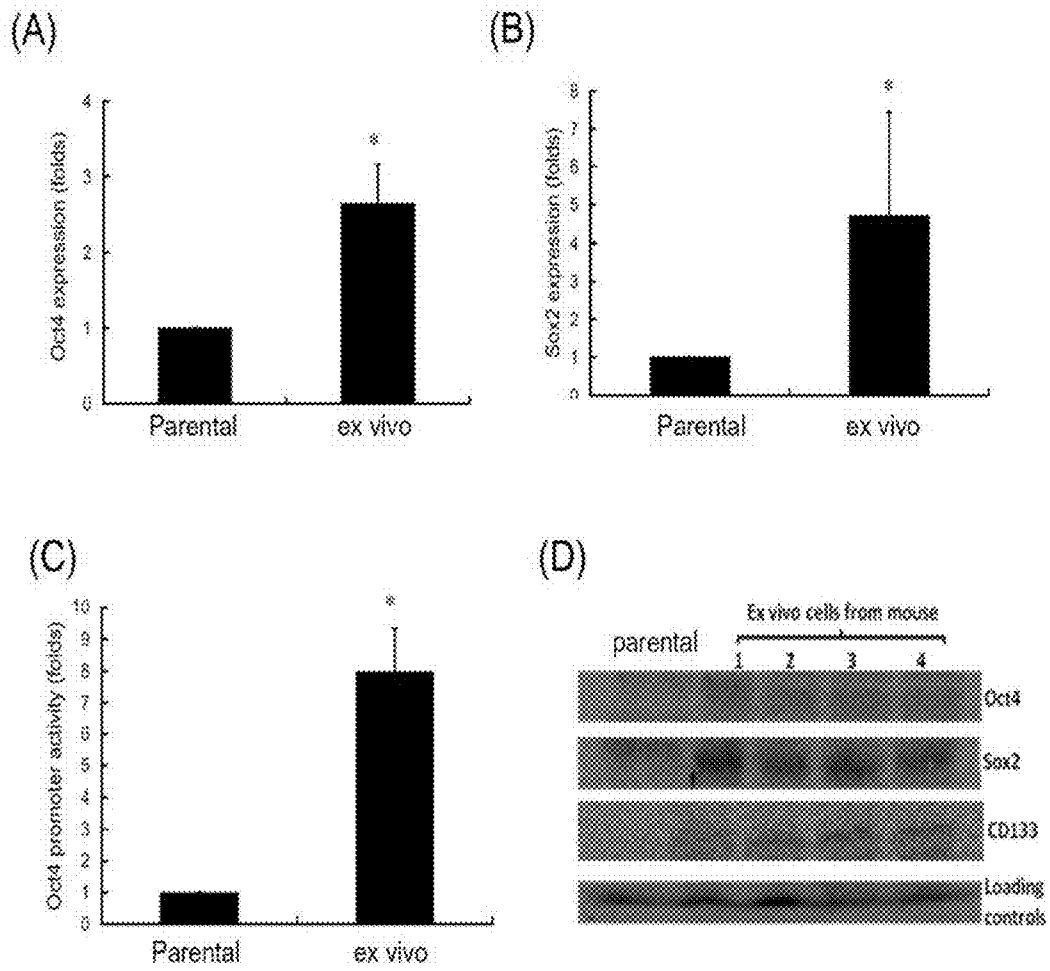 (A)
Oct4 expression (folds)
4
3
2
1
0
*
Parental
ex vivo
(B)
Sox2 expression (folds)
8
7
6
5
4
3
2
1
0
*
Parental
ex vivo
(C)
Oct4 promoter activity (folds)
10
9
8
7
6
5
4
3
2
1
0
*
Parental
ex vivo
(D)
Ex vivo cells from mouse
parental
1 2 3 4
Oct4
Sox2
CD133
Loading
controls